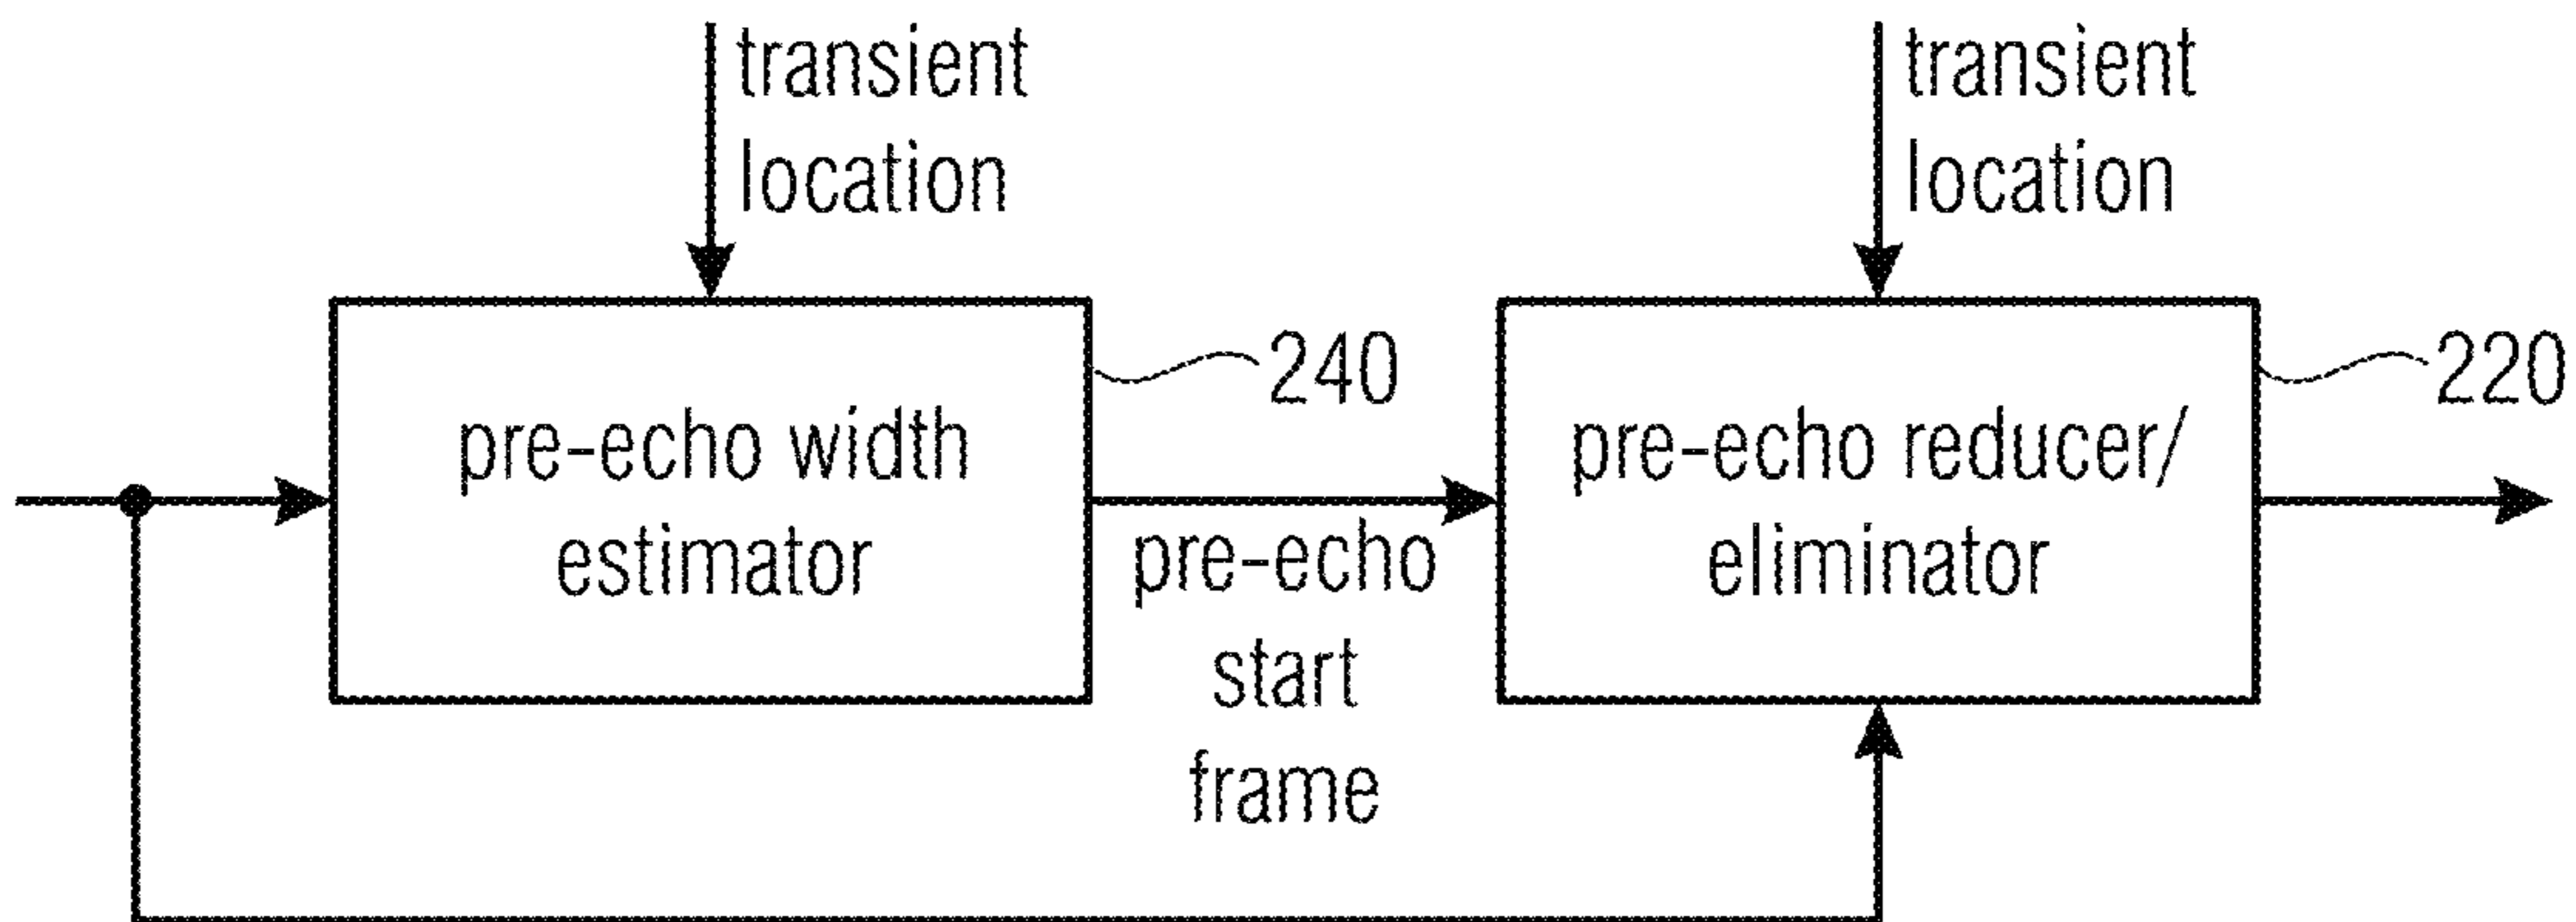 transient
location
transient
location
240
220
pre-echo width
estimator
pre-echo reducer/
eliminator
pre-echo
start
frame